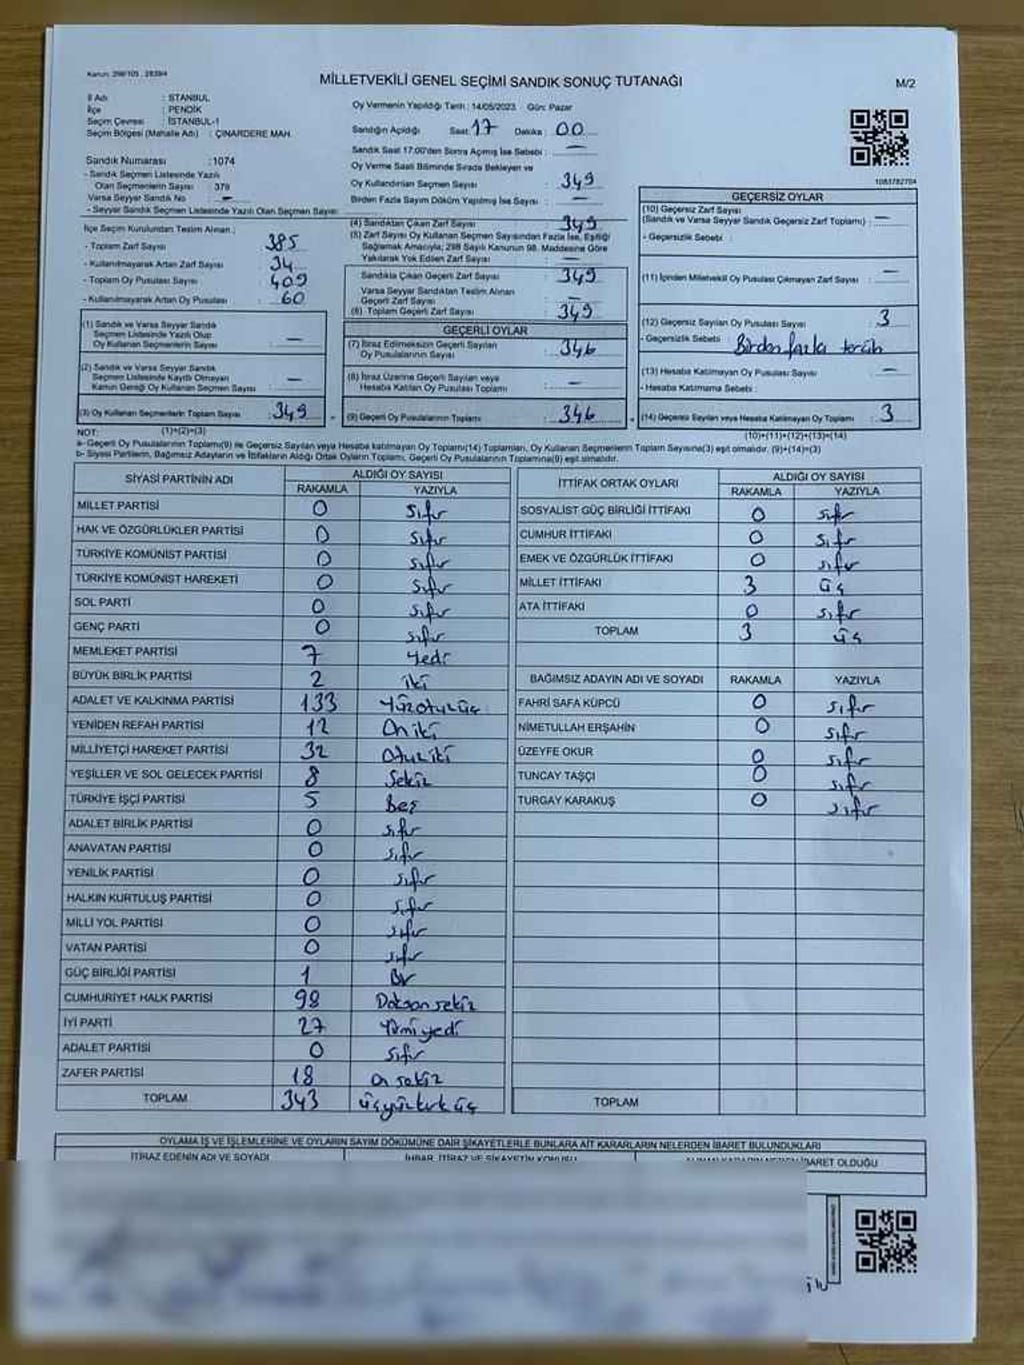 Kanun: 298/105 , 2839/4
MİLLETVEKİLİ GENEL SEÇİMİ SANDIK SONUÇ TUTANAĞI
M/2
İl Adı : İSTANBUL
İlçe : PENDİK
Seçim Çevresi : İSTANBUL-1
Seçim Bölgesi (Mahalle Adı) : ÇINARDERE MAH.
Sandık Numarası :1074
- Sandık Seçmen Listesinde Yazılı
Olan Seçmenlerin Sayısı : 379
Varsa Seyyar Sandık No : —
- Seyyar Sandık Seçmen Listesinde Yazılı Olan Seçmen Sayısı:
İlçe Seçim Kurulundan Teslim Alınan ;
- Toplam Zarf Sayısı : 385
- Kullanılmayarak Artan Zarf Sayısı : 34
- Toplam Oy Pusulası Sayısı : 409
- Kullanılmayarak Artan Oy Pusulası : 60
(1) Sandık ve Varsa Seyyar Sandık
Seçmen Listesinde Yazılı Olup
Oy Kullanan Seçmenlerin Sayısı : —
(2) Sandık ve Varsa Seyyar Sandık
Seçmen Listesinde Kayıtlı Olmayan
Kanun Gereği Oy Kullanan Seçmen Sayısı : —
(3) Oy Kullanan Seçmenlerin Toplam Sayısı : 349
(1)+(2)=(3)
Oy Vermenin Yapıldığı Tarih : 14/05/2023 Gün: Pazar
Sandığın Açıldığı Saat: 17 Dakika : 00
Sandık Saat 17:00'den Sonra Açılmış İse Sebebi : —
Oy Verme Saati Bitiminde Sırada Bekleyen ve
Oy Kullandırılan Seçmen Sayısı : 349
Birden Fazla Sayım Döküm Yapılmış İse Sayısı : —
(4) Sandıktan Çıkan Zarf Sayısı : 349
(5) Zarf Sayısı Oy Kullanan Seçmen Sayısından Fazla İse, Eşitliği
Sağlamak Amacıyla; 298 Sayılı Kanunun 98. Maddesine Göre
Yakılarak Yok Edilen Zarf Sayısı : —
Sandıkla Çıkan Geçerli Zarf Sayısı : 349
Varsa Seyyar Sandıktan Teslim Alınan
Geçerli Zarf Sayısı : —
(6) Toplam Geçerli Zarf Sayısı : 349
GEÇERLİ OYLAR
(7) İtiraz Edilmeksizin Geçerli Sayılan
Oy Pusulalarının Sayısı : 346
(8) İtiraz Üzerine Geçerli Sayılan veya
Hesaba Katılan Oy Pusulası Toplamı : —
(9) Geçerli Oy Pusulalarının Toplamı : 346
1083782704
GEÇERSİZ OYLAR
(10) Geçersiz Zarf Sayısı
(Sandık ve Varsa Seyyar Sandık Geçersiz Zarf Toplamı) : —
- Geçersizlik Sebebi :
(11) İçinden Milletvekili Oy Pusulası Çıkmayan Zarf Sayısı : —
(12) Geçersiz Sayılan Oy Pusulası Sayısı : 3
- Geçersizlik Sebebi : Birden fazla tercih
(13) Hesaba Katılmayan Oy Pusulası Sayısı : —
- Hesaba Katılmama Sebebi :
(14) Geçersiz Sayılan veya Hesaba Katılmayan Oy Toplamı : 3
(10)+(11)+(12)+(13)=(14)
NOT:
a- Geçerli Oy Pusulalarının Toplamı(9) ile Geçersiz Sayılan veya Hesaba katılmayan Oy Toplamı(14) Toplamları, Oy Kullanan Seçmenlerin Toplam Sayısına(3) eşit olmalıdır. (9)+(14)=(3)
b- Siyasi Partilerin, Bağımsız Adayların ve İttifakların Aldığı Ortak Oyların Toplamı, Geçerli Oy Pusulalarının Toplamına(9) eşit olmalıdır.
SİYASİ PARTİNİN ADI ALDIĞI OY SAYISI
RAKAMLA YAZIYLA
MİLLET PARTİSİ 0 sıfır
HAK VE ÖZGÜRLÜKLER PARTİSİ 0 sıfır
TÜRKİYE KOMÜNİST PARTİSİ 0 sıfır
TÜRKİYE KOMÜNİST HAREKETİ 0 sıfır
SOL PARTİ 0 sıfır
GENÇ PARTİ 0 sıfır
MEMLEKET PARTİSİ 7 Yedi
BÜYÜK BİRLİK PARTİSİ 2 iki
ADALET VE KALKINMA PARTİSİ 133 Yüzotuzüç
YENİDEN REFAH PARTİSİ 12 Oniki
MİLLİYETÇİ HAREKET PARTİSİ 32 Otuziki
YEŞİLLER VE SOL GELECEK PARTİSİ 8 Sekiz
TÜRKİYE İŞÇİ PARTİSİ 5 Beş
ADALET BİRLİK PARTİSİ 0 sıfır
ANAVATAN PARTİSİ 0 sıfır
YENİLİK PARTİSİ 0 sıfır
HALKIN KURTULUŞ PARTİSİ 0 sıfır
MİLLİ YOL PARTİSİ 0 sıfır
VATAN PARTİSİ 0 sıfır
GÜÇ BİRLİĞİ PARTİSİ 1 Bir
CUMHURİYET HALK PARTİSİ 98 Doksansekiz
İYİ PARTİ 27 Yirmiyedi
ADALET PARTİSİ 0 sıfır
ZAFER PARTİSİ 18 On sekiz
TOPLAM 343 üçyüzkırküç
İTTİFAK ORTAK OYLARI ALDIĞI OY SAYISI
RAKAMLA YAZIYLA
SOSYALİST GÜÇ BİRLİĞİ İTTİFAKI 0 sıfır
CUMHUR İTTİFAKI 0 sıfır
EMEK VE ÖZGÜRLÜK İTTİFAKI 0 sıfır
MİLLET İTTİFAKI 3 üç
ATA İTTİFAKI 0 sıfır
TOPLAM 3 üç
BAĞIMSIZ ADAYIN ADI VE SOYADI RAKAMLA YAZIYLA
FAHRİ SAFA KÜPCÜ 0 sıfır
NİMETULLAH ERŞAHİN 0 sıfır
ÜZEYFE OKUR 0 sıfır
TUNCAY TAŞÇI 0 sıfır
TURGAY KARAKUŞ 0 sıfır
TOPLAM
OYLAMA İŞ VE İŞLEMLERİNE VE OYLARIN SAYIM DÖKÜMÜNE DAİR ŞİKAYETLERLE BUNLARA AİT KARARLARIN NELERDEN İBARET BULUNDUKLARI
İTİRAZ EDENİN ADI VE SOYADI İHBAR, İTİRAZ VE ŞİKAYETİN KONUSU İBARET OLDUĞU